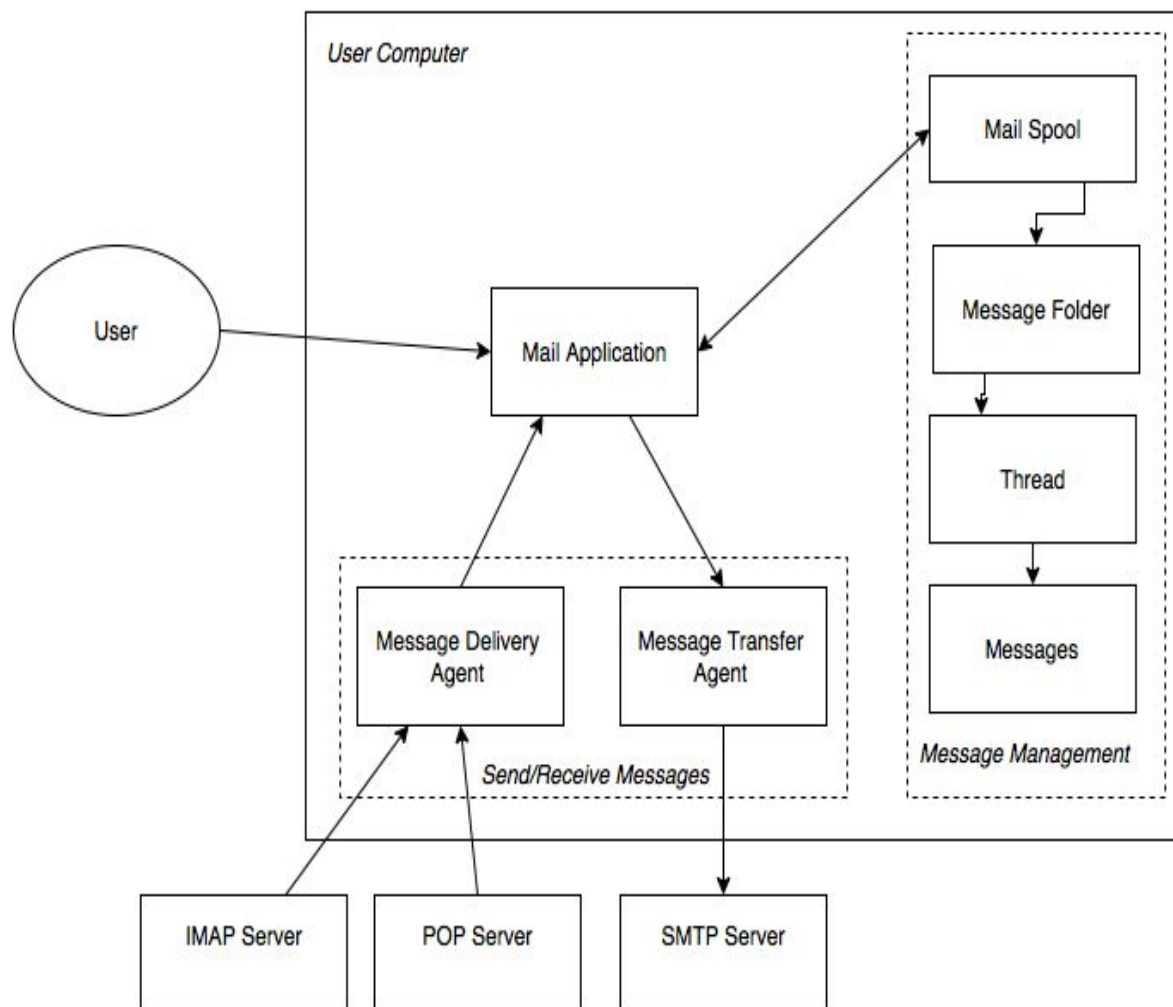 User Computer
Mail Spool
Message Folder
User
Mail Application
Thread
Message Delivery
Agent
Message Transfer
Agent
Messages
Send/Receive Messages
Message Management
IMAP Server
POP Server
SMTP Server